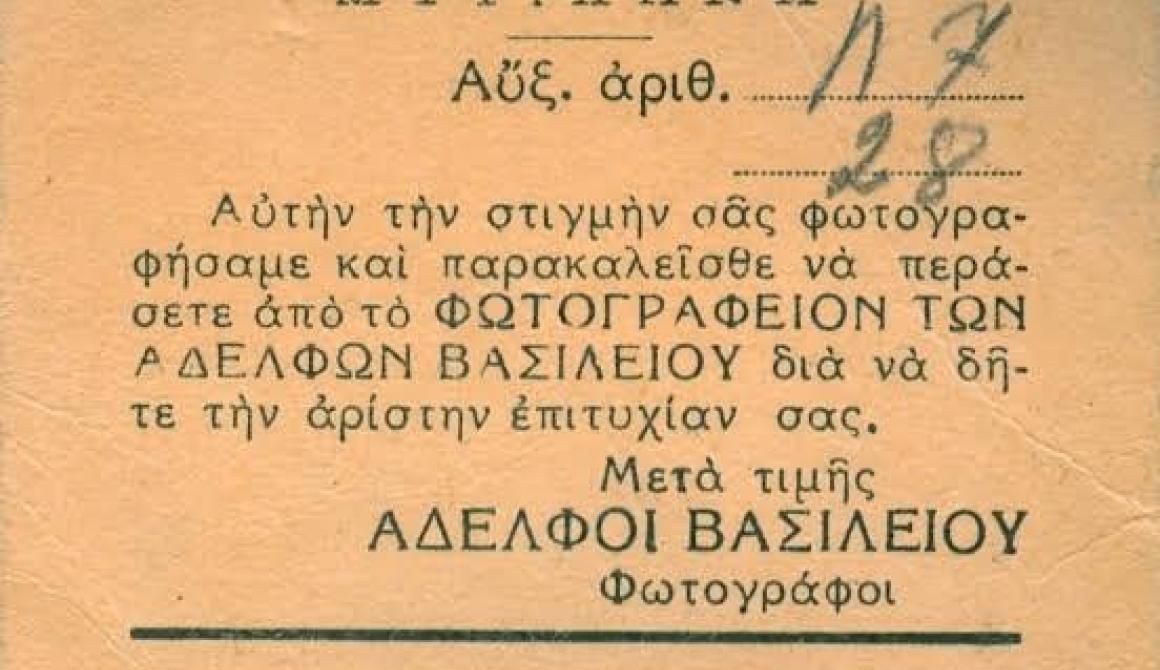 Αὔξ. ἀριθ. 17
28
Αὐτὴν τὴν στιγμὴν σᾶς φωτογρα-
φήσαμε καὶ παρακαλεῖσθε νὰ περά-
σετε ἀπὸ τὸ ΦΩΤΟΓΡΑΦΕΙΟΝ ΤΩΝ
ΑΔΕΛΦΩΝ ΒΑΣΙΛΕΙΟΥ διὰ νὰ δῆ-
τε τὴν ἀρίστην ἐπιτυχίαν σας.
Μετὰ τιμῆς
ΑΔΕΛΦΟΙ ΒΑΣΙΛΕΙΟΥ
Φωτογράφοι